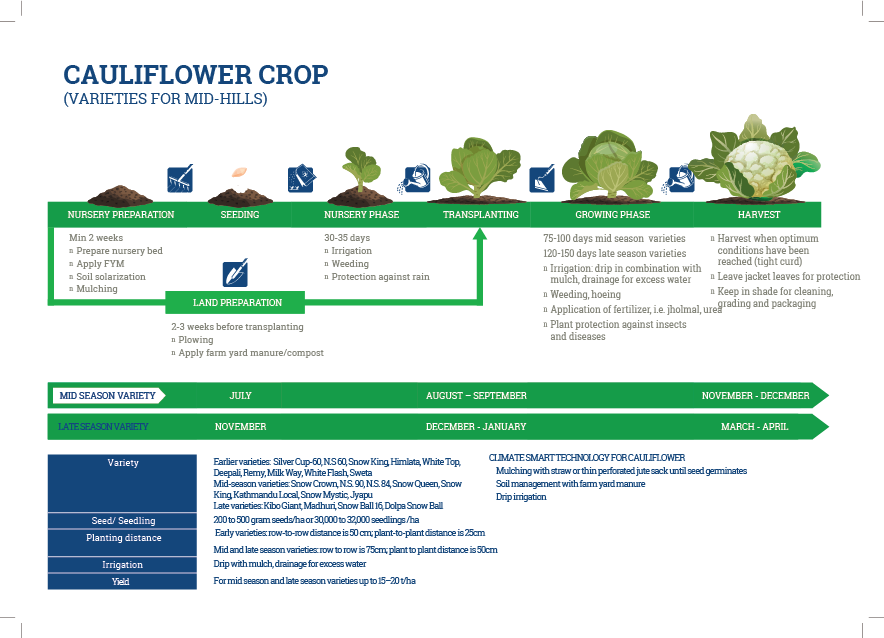 CAULIFLOWER CROP
(VARIETIES FOR MID-HILLS)
NURSERY PREPARATION
SEEDING
NURSERY PHASE
TRANSPLANTING
GROWING PHASE
HARVEST
Min 2 weeks
n Prepare nursery bed
n Apply FYM
n Soil solarization
n Mulching
30-35 days
n Irrigation
n Weeding
n Protection against rain
75-100 days mid season varieties
120-150 days late season varieties
n Irrigation: drip in combination with
mulch, drainage for excess water
n Weeding, hoeing
n Application of fertilizer, i.e. jholmal, urea
n Plant protection against insects
and diseases
n Harvest when optimum
conditions have been
reached (tight curd)
n Leave jacket leaves for protection
n Keep in shade for cleaning,
grading and packaging
LAND PREPARATION
2-3 weeks before transplanting
n Plowing
n Apply farm yard manure/compost
MID SEASON VARIETY
JULY
AUGUST – SEPTEMBER
NOVEMBER - DECEMBER
LATE SEASON VARIETY
NOVEMBER
DECEMBER - JANUARY
MARCH - APRIL
Variety
Earlier varieties: Silver Cup-60, N.S 60, Snow King, Himlata, White Top,
Deepali, Remy, Milk Way, White Flash, Sweta
Mid-season varieties: Snow Crown, N.S. 90, N.S. 84, Snow Queen, Snow
King, Kathmandu Local, Snow Mystic, Jyapu
Late varieties: Kibo Giant, Madhuri, Snow Ball 16, Dolpa Snow Ball
Seed/ Seedling
200 to 500 gram seeds/ha or 30,000 to 32,000 seedlings /ha
Planting distance
Early varieties: row-to-row distance is 50 cm; plant-to-plant distance is 25cm
Mid and late season varieties: row to row is 75cm; plant to plant distance is 50cm
Irrigation
Drip with mulch, drainage for excess water
Yield
For mid season and late season varieties up to 15–20 t/ha
CLIMATE SMART TECHNOLOGY FOR CAULIFLOWER
Mulching with straw or thin perforated jute sack until seed germinates
Soil management with farm yard manure
Drip irrigation